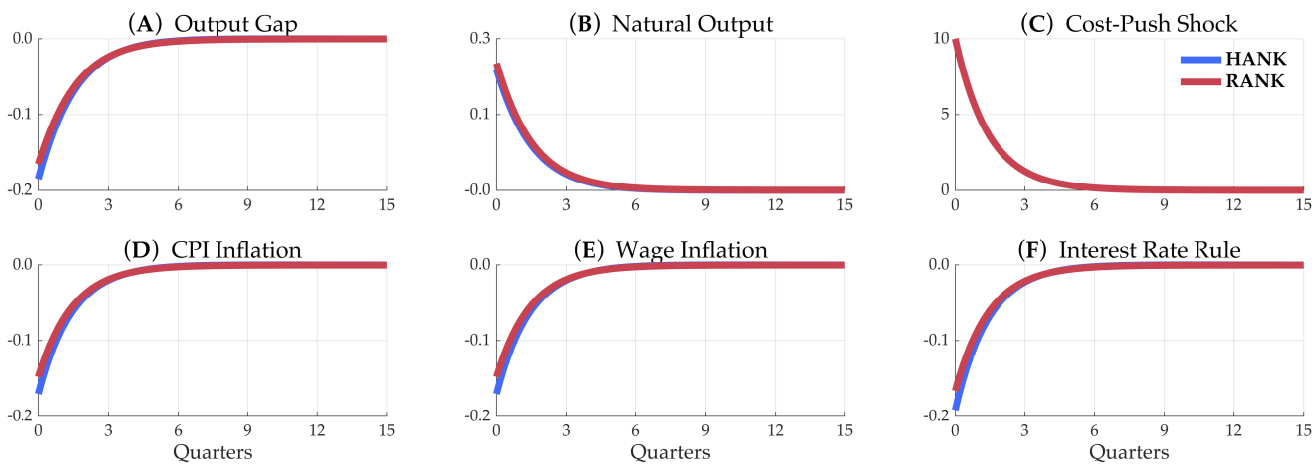 (A) Output Gap
0.0
-0.1
-0.2
0 3 6 9 12 15
(B) Natural Output
0.3
0.1
-0.0
0 3 6 9 12 15
(C) Cost-Push Shock
10
5
0
0 3 6 9 12 15
HANK
RANK
(D) CPI Inflation
0.0
-0.1
-0.2
0 3 6 9 12 15
Quarters
(E) Wage Inflation
0.0
-0.1
-0.2
0 3 6 9 12 15
Quarters
(F) Interest Rate Rule
0.0
-0.1
-0.2
0 3 6 9 12 15
Quarters